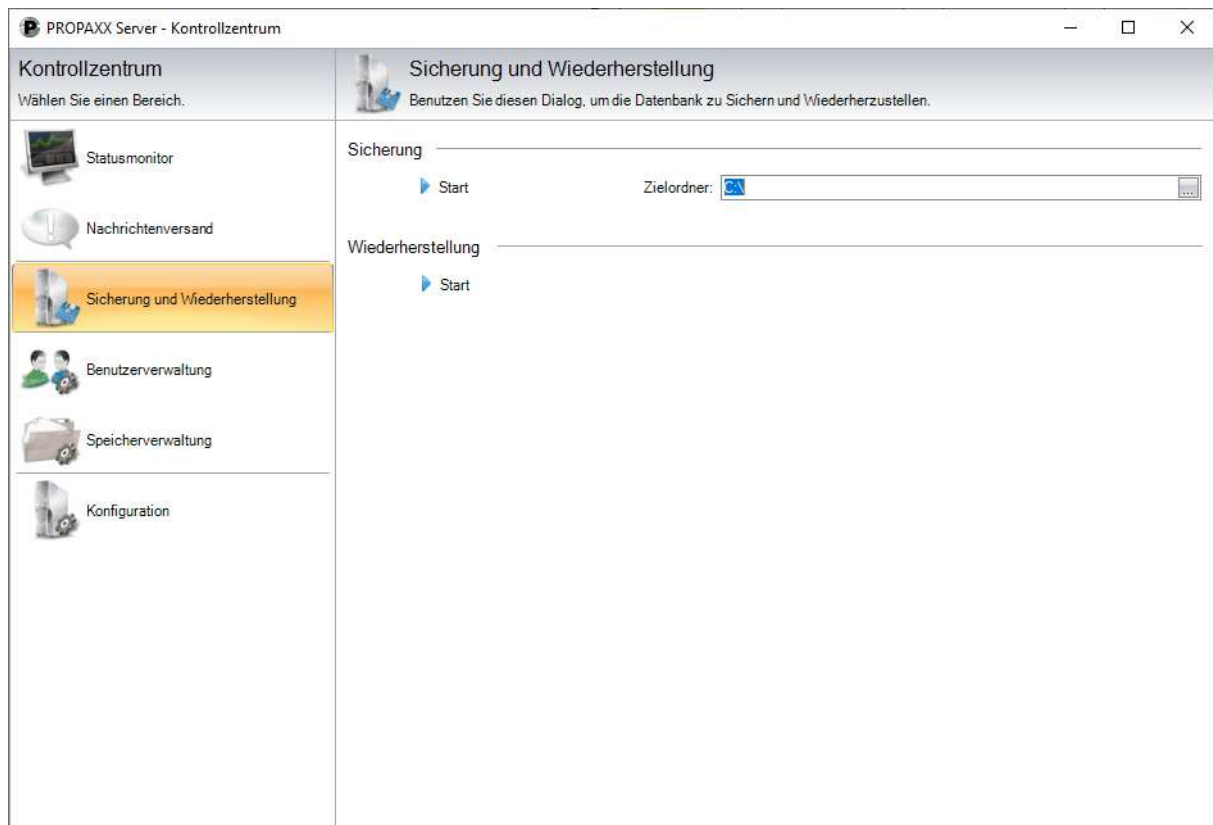 PROPAXX Server - Kontrollzentrum
Kontrollzentrum
Wählen Sie einen Bereich.
Statusmonitor
Nachrichtenversand
Sicherung und Wiederherstellung
Benutzerverwaltung
Speicherverwaltung
Konfiguration
Sicherung und Wiederherstellung
Benutzen Sie diesen Dialog, um die Datenbank zu Sichern und Wiederherzustellen.
Sicherung
Start Zielordner: C:\ ...
Wiederherstellung
Start